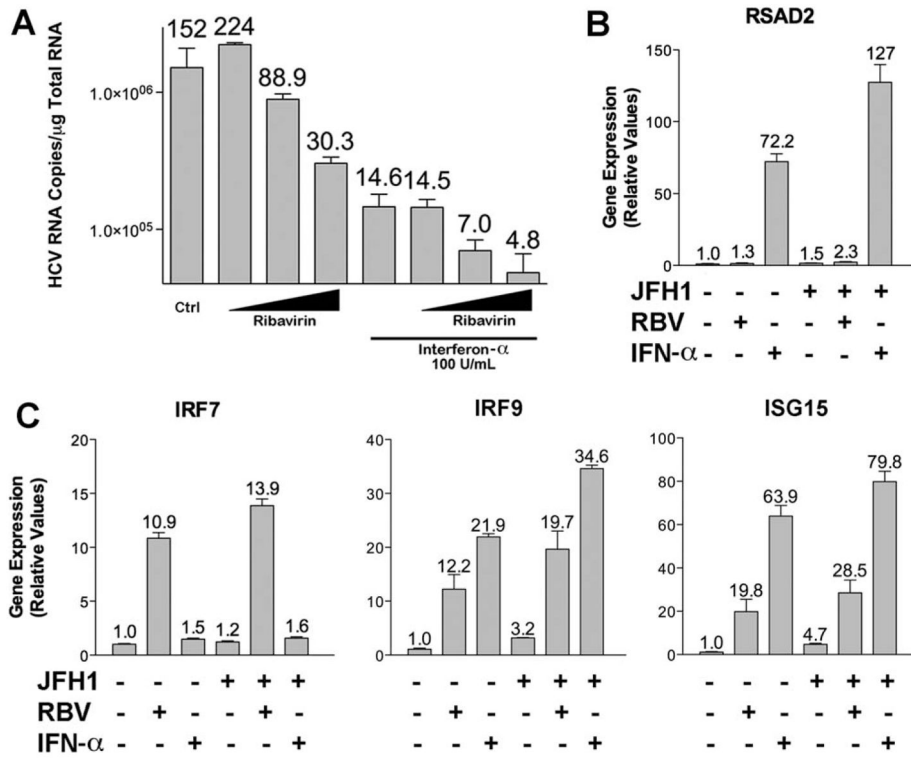 A
HCV RNA Copies/µg Total RNA
152 224 88.9 30.3 14.6 14.5 7.0 4.8
1.0×10⁰⁶
1.0×10⁰⁵
Ctrl
Ribavirin
Ribavirin
Interferon-α
100 U/mL
B
RSAD2
Gene Expression
(Relative Values)
150
100
50
0
1.0 1.3 72.2 1.5 2.3 127
JFH1 - - - + + +
RBV - + - - + -
IFN-α - - + - - +
C
IRF7
Gene Expression
(Relative Values)
20
15
10
5
0
1.0 10.9 1.5 1.2 13.9 1.6
JFH1 - - - + + +
RBV - + - - + -
IFN-α - - + - - +
IRF9
40
30
20
10
0
1.0 12.2 21.9 3.2 19.7 34.6
- - - + + +
- + - - + -
- - + - - +
ISG15
100
80
60
40
20
0
1.0 19.8 63.9 4.7 28.5 79.8
- - - + + +
- + - - + -
- - + - - +